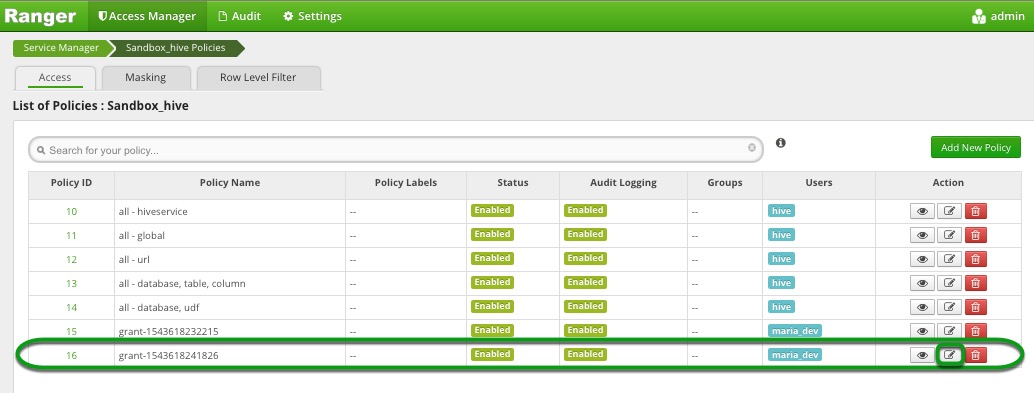 Ranger Access Manager Audit Settings admin
Service Manager Sandbox_hive Policies
Access Masking Row Level Filter
List of Policies : Sandbox_hive
Search for your policy... Add New Policy
Policy ID Policy Name Policy Labels Status Audit Logging Groups Users Action
10 all - hiveservice -- Enabled Enabled -- hive
11 all - global -- Enabled Enabled -- hive
12 all - url -- Enabled Enabled -- hive
13 all - database, table, column -- Enabled Enabled -- hive
14 all - database, udf -- Enabled Enabled -- hive
15 grant-1543618232215 -- Enabled Enabled -- maria_dev
16 grant-1543618241826 -- Enabled Enabled -- maria_dev